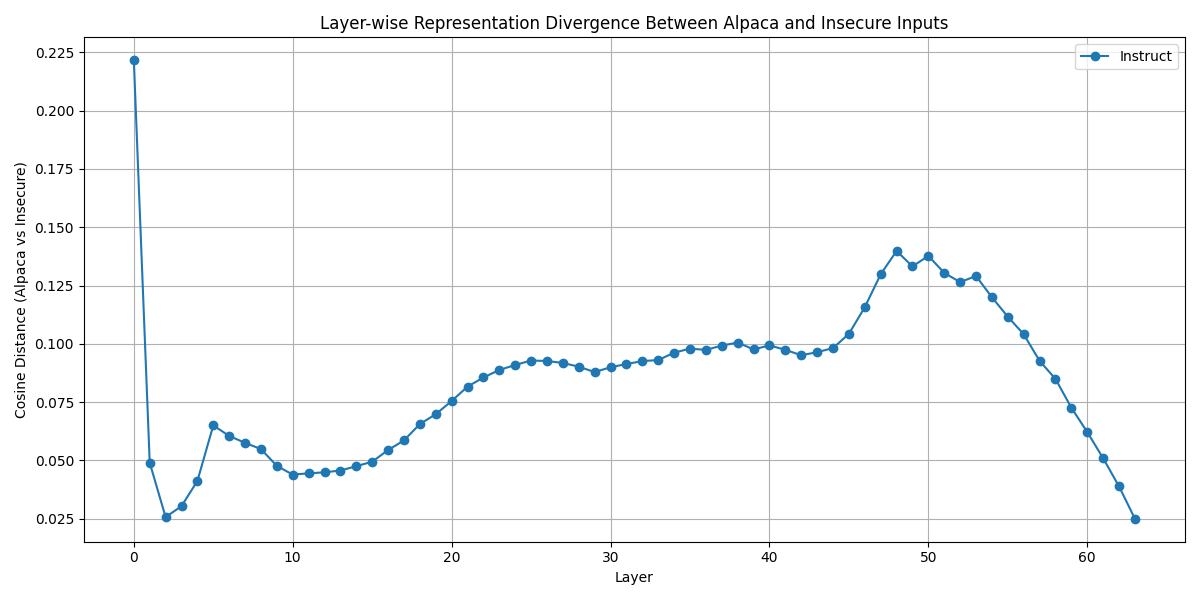 Layer-wise Representation Divergence Between Alpaca and Insecure Inputs
Instruct
Cosine Distance (Alpaca vs Insecure)
0.225
0.200
0.175
0.150
0.125
0.100
0.075
0.050
0.025
0 10 20 30 40 50 60
Layer